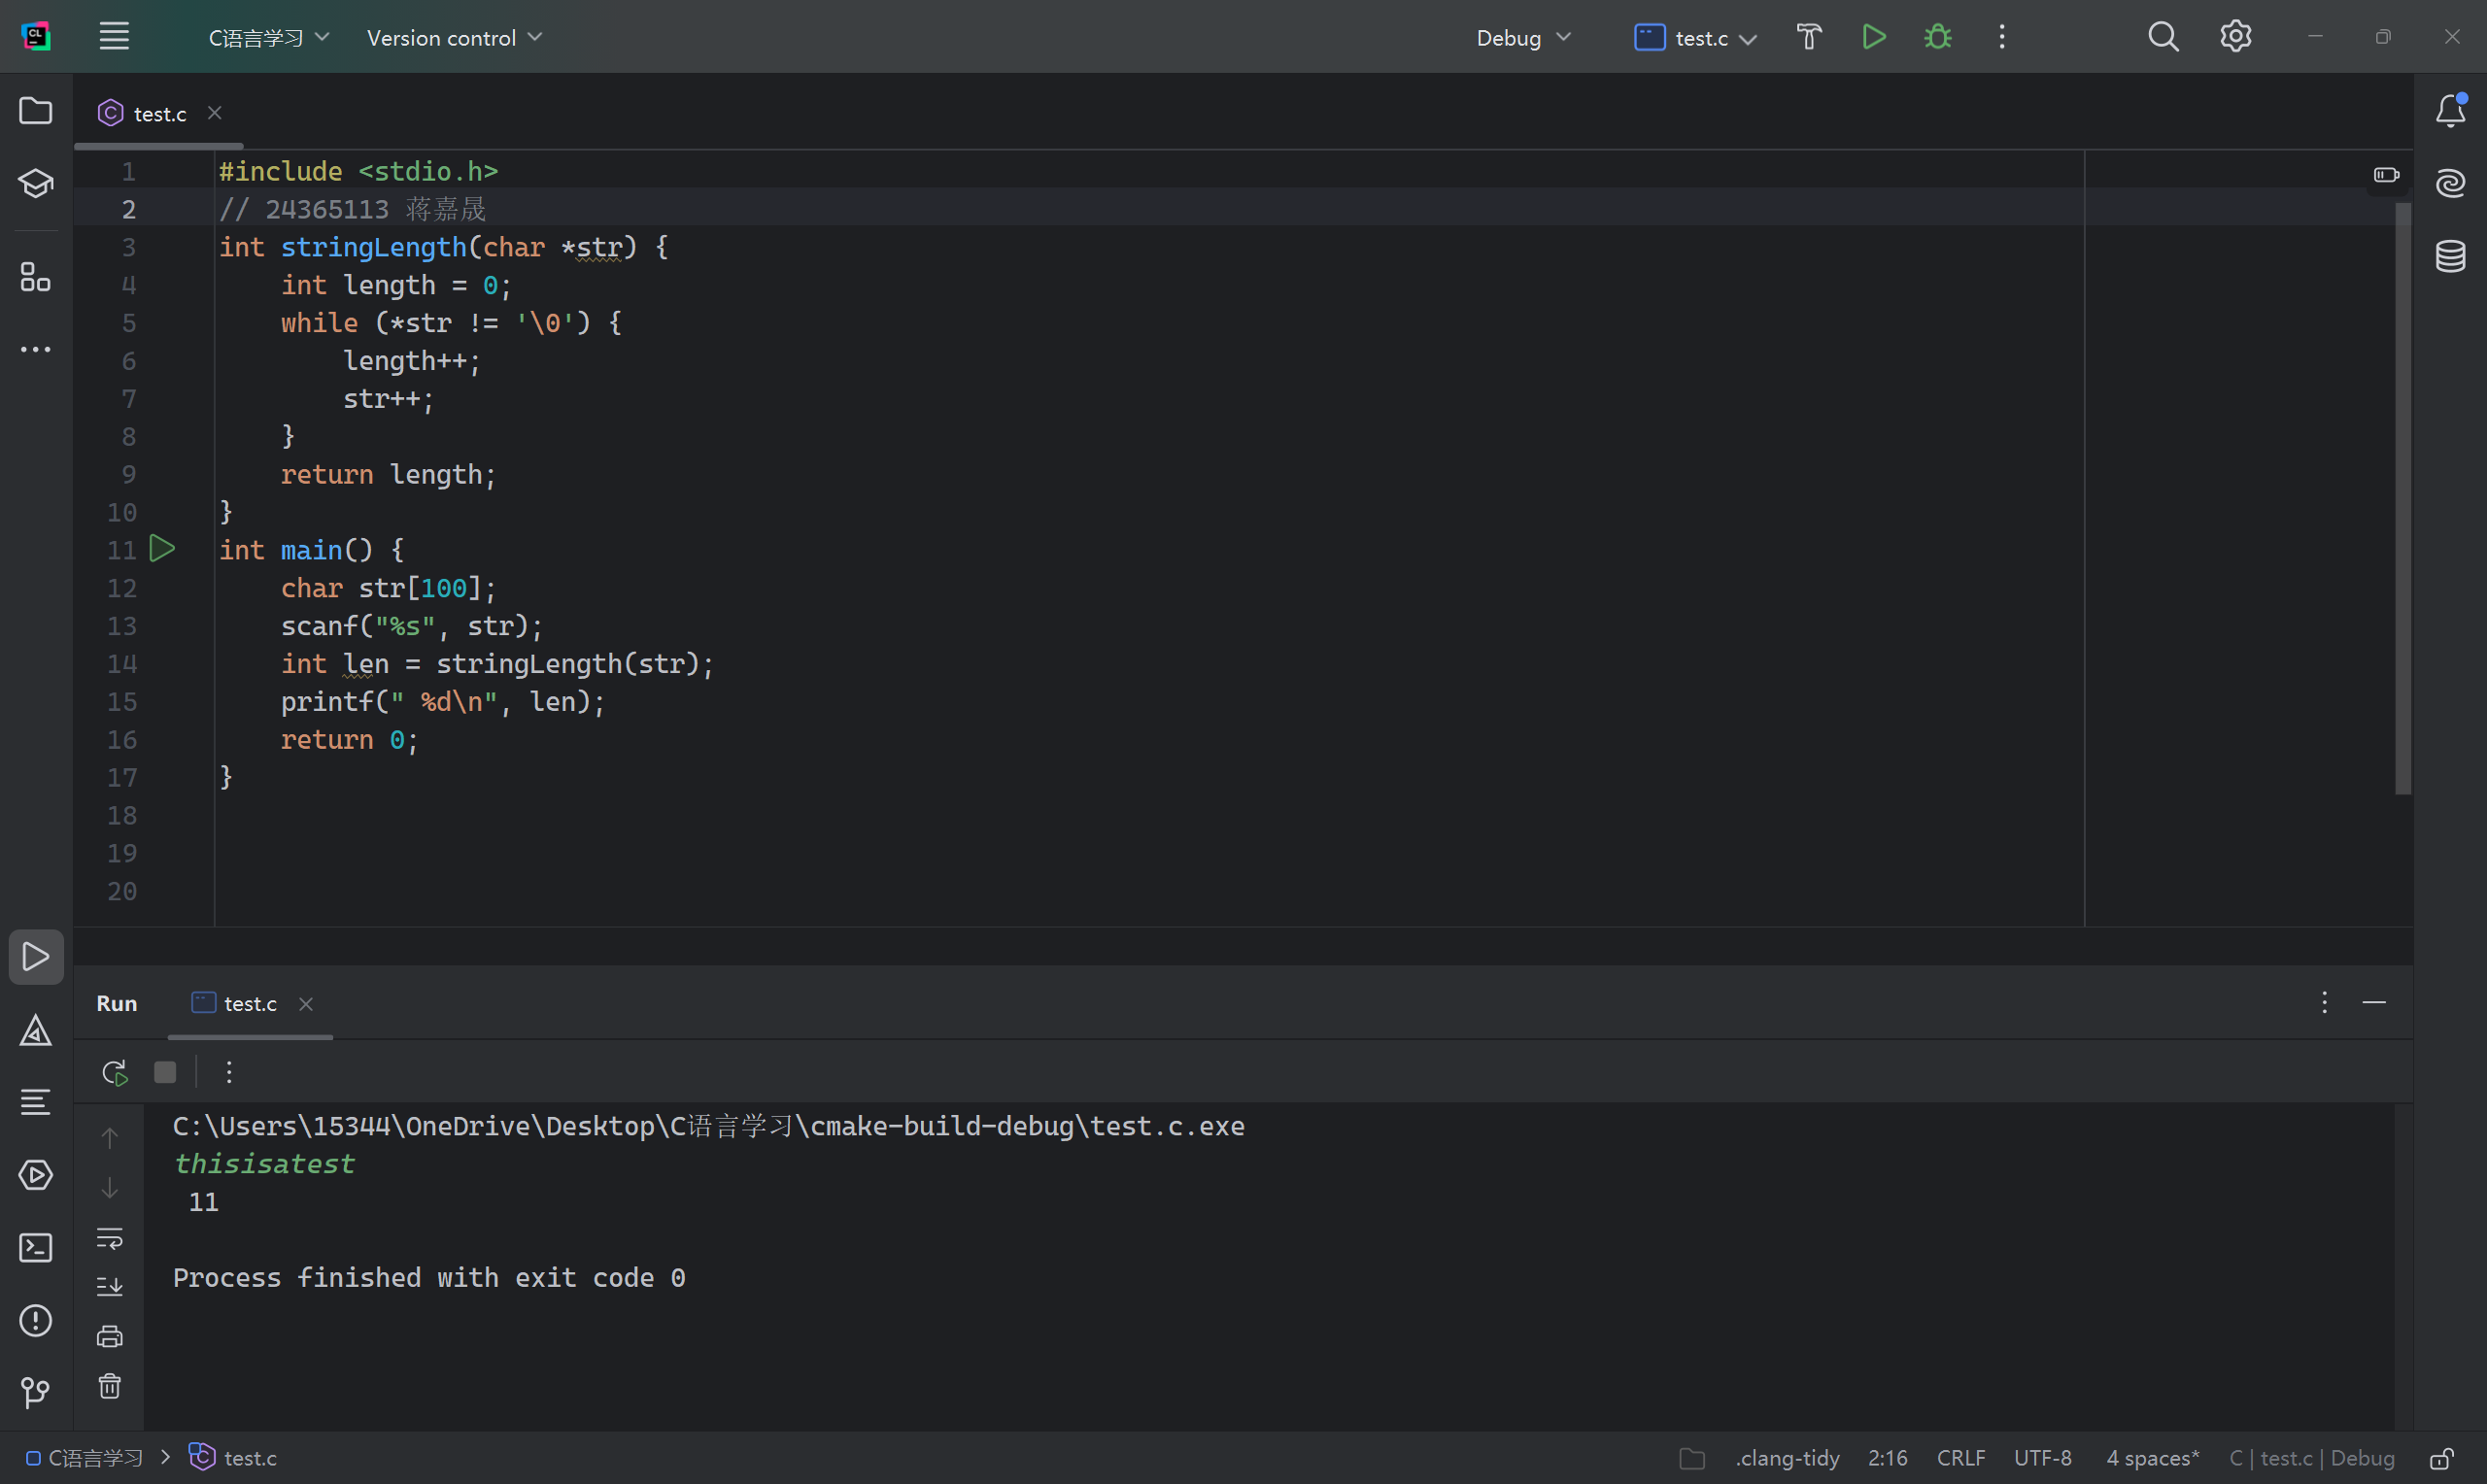 CL
C语言学习
Version control
Debug
test.c
test.c
1 #include <stdio.h>
2 // 24365113 蒋嘉晟
3 int stringLength(char *str) {
4     int length = 0;
5     while (*str != '\0') {
6         length++;
7         str++;
8     }
9     return length;
10 }
11 int main() {
12     char str[100];
13     scanf("%s", str);
14     int len = stringLength(str);
15     printf(" %d\n", len);
16     return 0;
17 }
18
19
20
Run test.c
C:\Users\15344\OneDrive\Desktop\C语言学习\cmake-build-debug\test.c.exe
thisisatest
 11
Process finished with exit code 0
C语言学习 > test.c
.clang-tidy 2:16 CRLF UTF-8 4 spaces* C | test.c | Debug